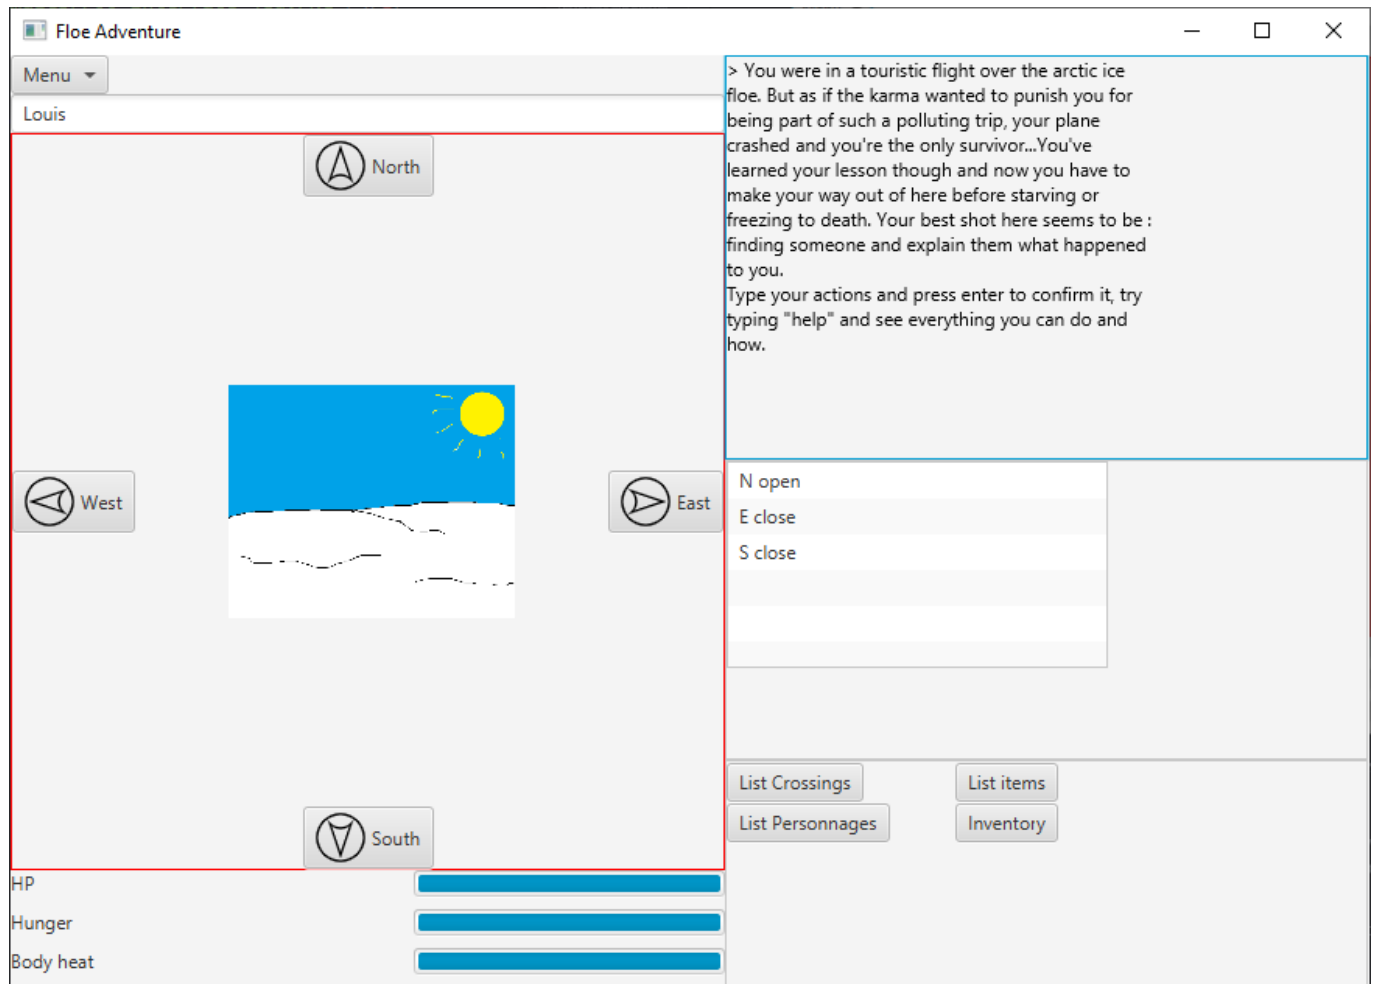 Floe Adventure
Menu
Louis
North
West
East
South
HP
Hunger
Body heat
> You were in a touristic flight over the arctic ice
floe. But as if the karma wanted to punish you for
being part of such a polluting trip, your plane
crashed and you're the only survivor...You've
learned your lesson though and now you have to
make your way out of here before starving or
freezing to death. Your best shot here seems to be :
finding someone and explain them what happened
to you.
Type your actions and press enter to confirm it, try
typing "help" and see everything you can do and
how.
N open
E close
S close
List Crossings
List items
List Personnages
Inventory